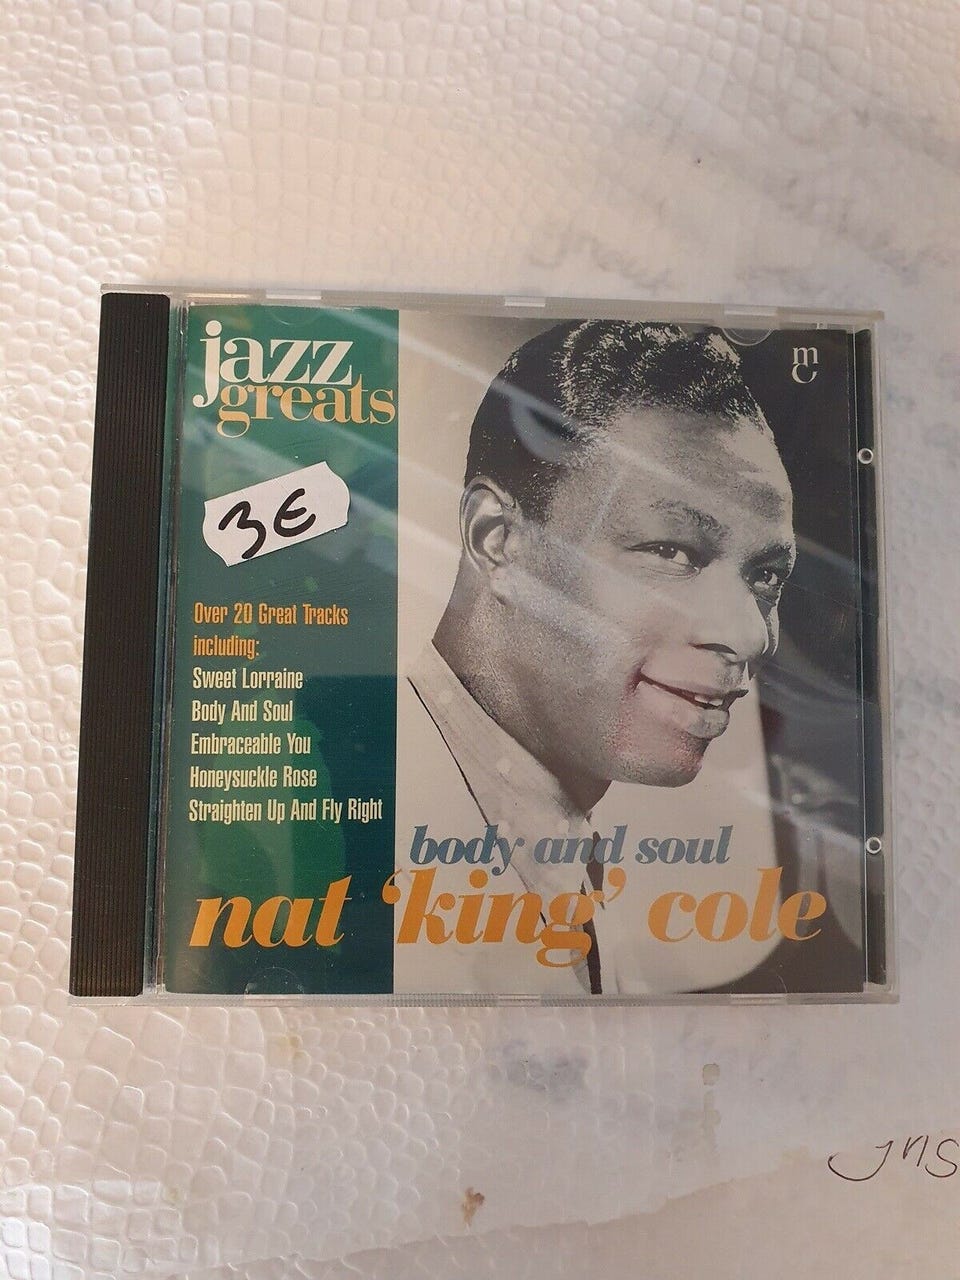 jazz
greats
mc
3€
Over 20 Great Tracks
including:
Sweet Lorraine
Body And Soul
Embraceable You
Honeysuckle Rose
Straighten Up And Fly Right
body and soul
nat ‘king’ cole